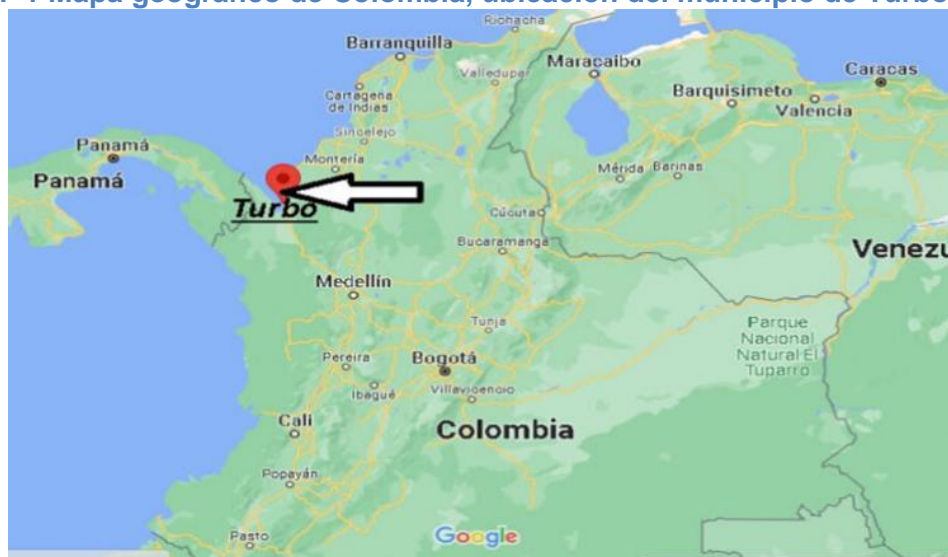 1 Mapa geográfico de Colombia, ubicación del municipio de Turbo
Riohacha
Barranquilla
Valledupar
Maracaibo
Caracas
Cartagena
de Indias
Barquisimeto
Valencia
Sincelejo
Panamá
Montería
Mérida
Barinas
Panamá
Turbo
Cúcuta
Bucaramanga
Venezu
Medellín
Tunja
Parque
Nacional
Natural El
Tuparro
Pereira
Bogotá
Ibagué
Villavicencio
Cali
Colombia
Popayán
Pasto
Google